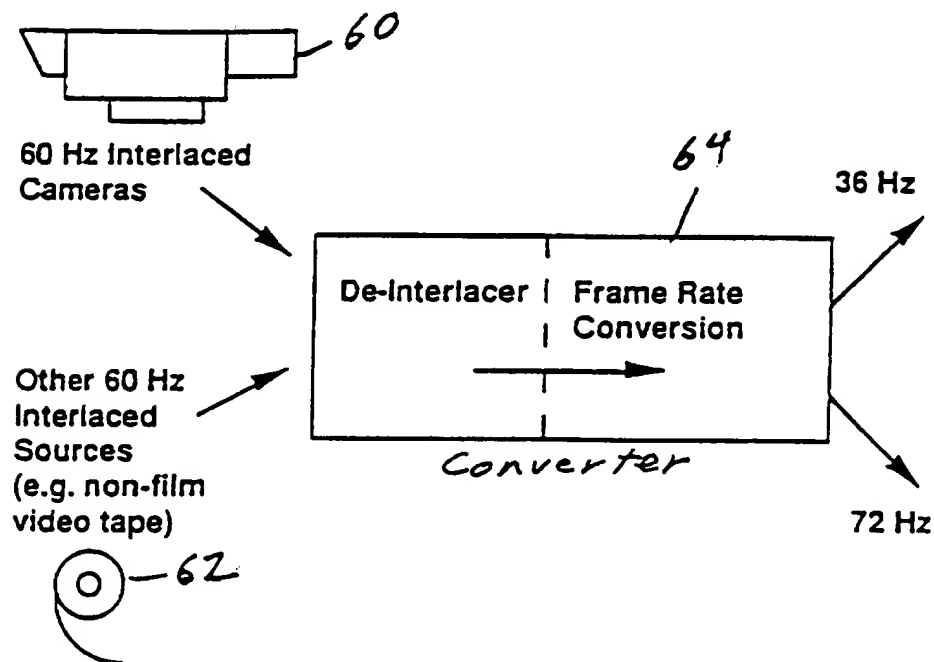 60
60 Hz Interlaced
Cameras
64
36 Hz
De-Interlacer
Frame Rate
Conversion
Other 60 Hz
Interlaced
Sources
(e.g. non-film
video tape)
Converter
72 Hz
62